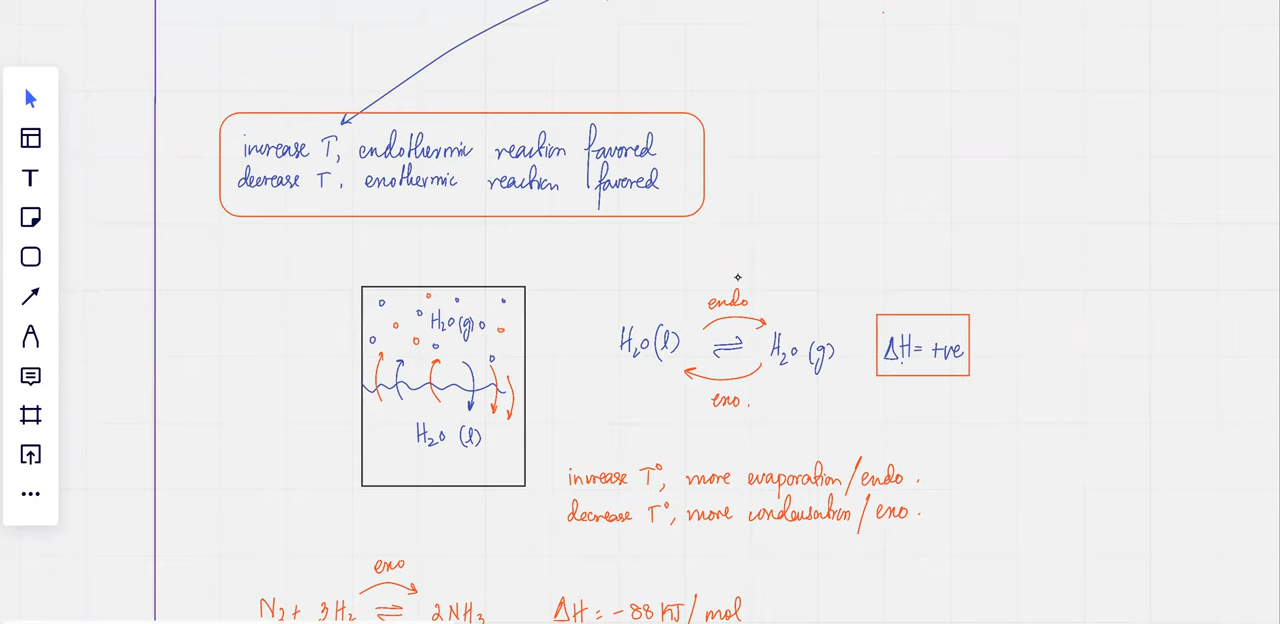 increase T, endothermic reaction favored
decrease T, exothermic reaction favored
H2O(g)
H2O (l)
endo
H2O(l) ⇌ H2O (g)
exo.
ΔH= +ve
increase T°, more evaporation/endo.
decrease T°, more condensation/exo.
exo
N2+ 3H2 ⇌ 2NH3
ΔH = -88 KJ/mol
T